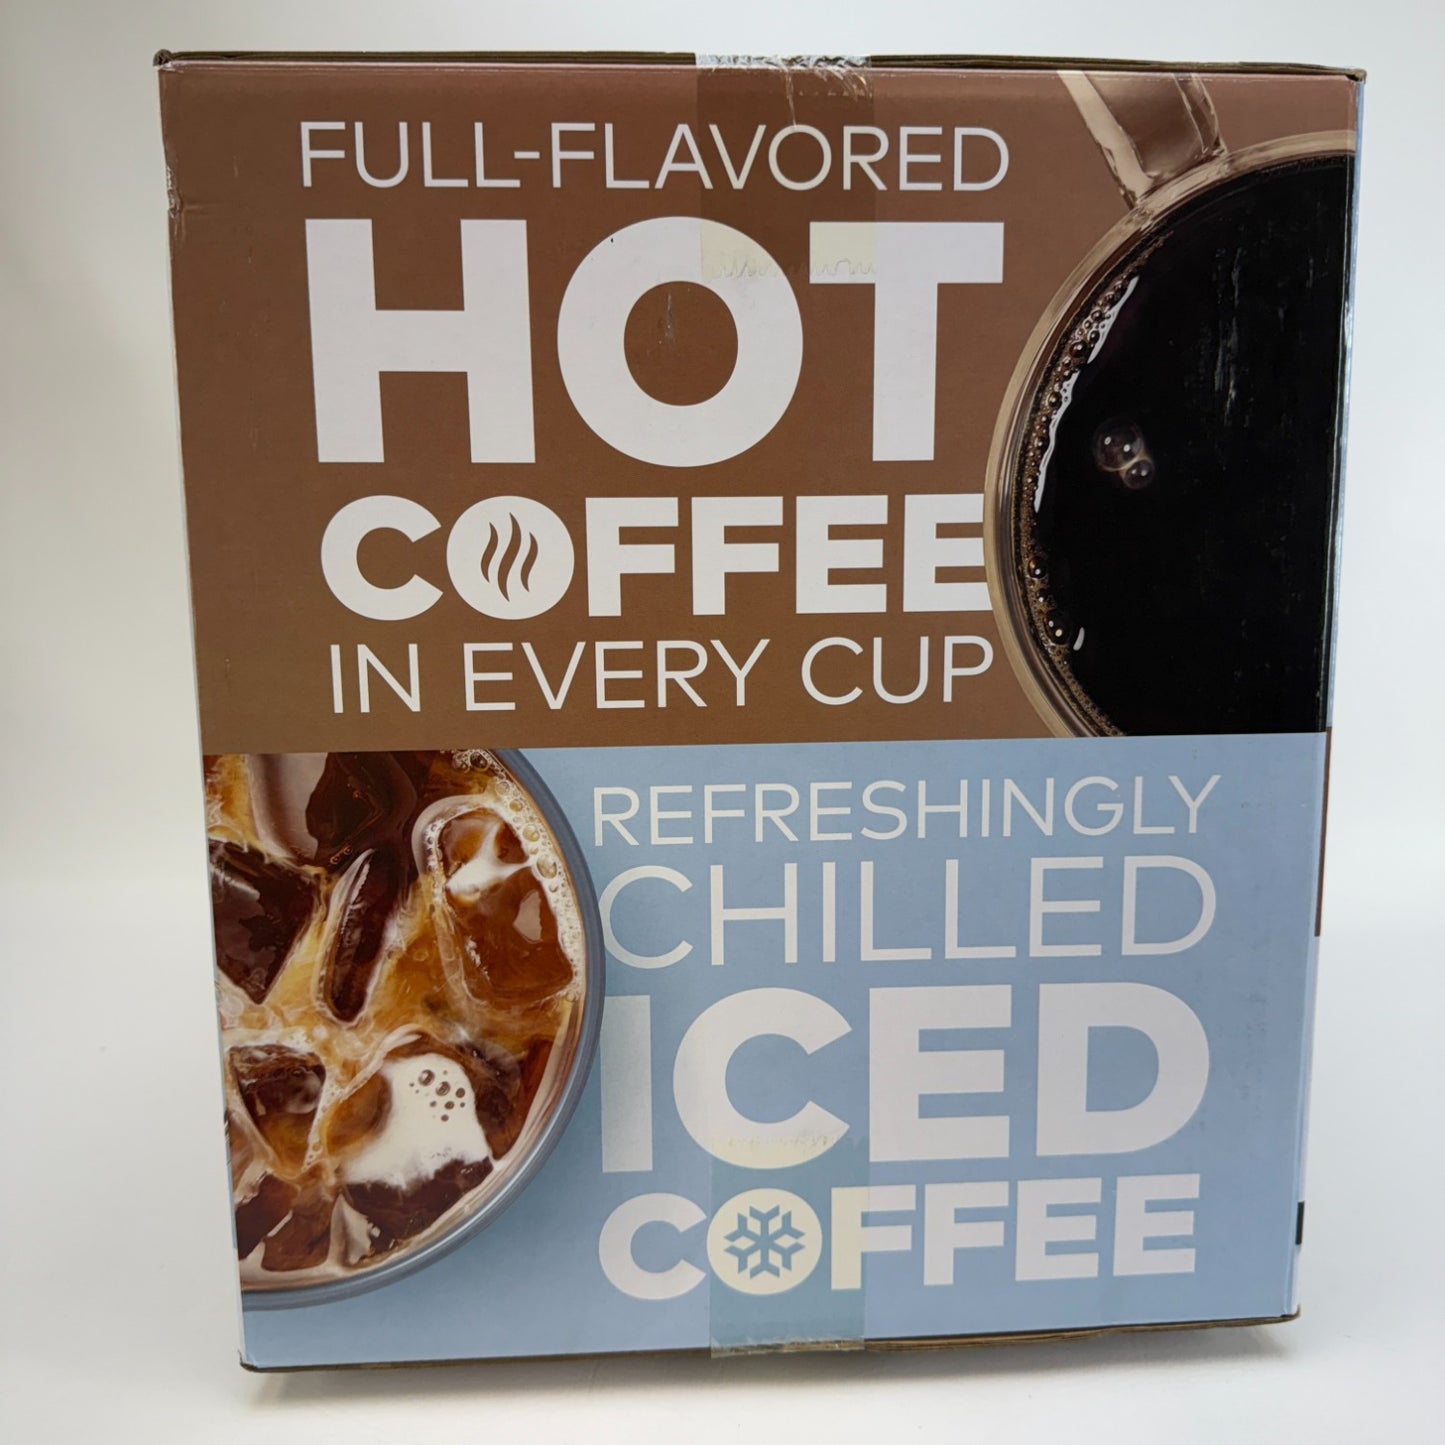 FULL-FLAVORED
HOT
COFFEE
IN EVERY CUP
REFRESHINGLY
CHILLED
ICED
COFFEE